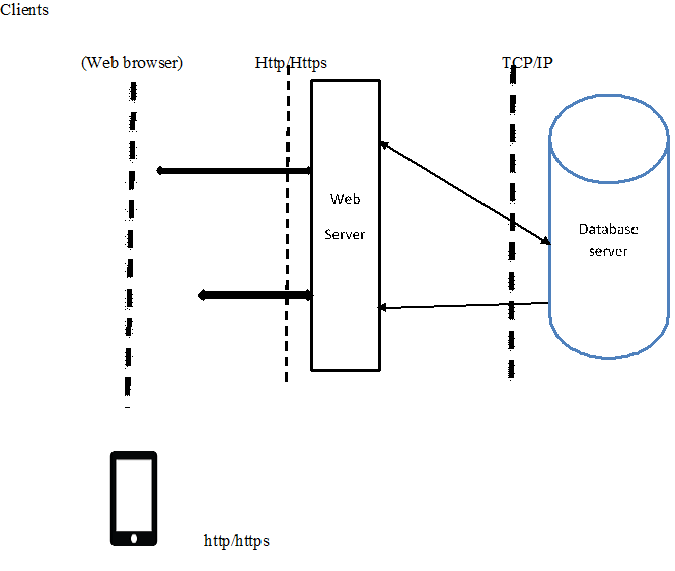 Clients
(Web browser)
Http/Https
TCP/IP
Web
Server
Database
server
http/https